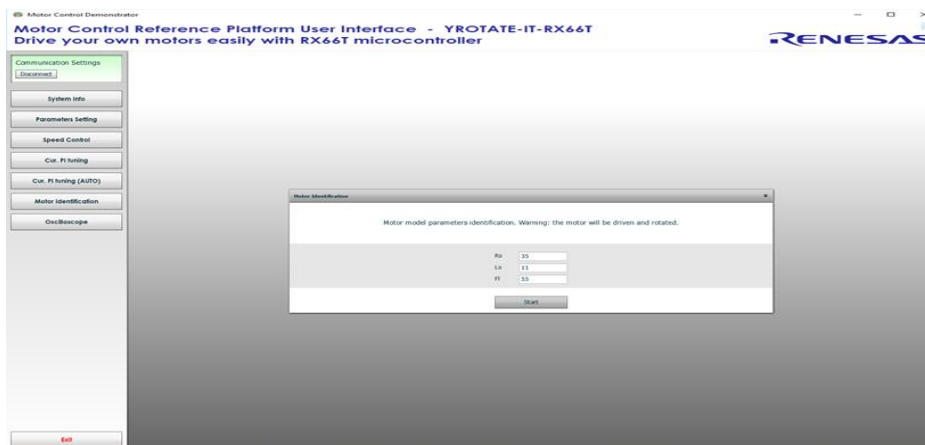 Motor Control Demonstrator
Motor Control Reference Platform User Interface - YROTATE-IT-RX66T
Drive your own motors easily with RX66T microcontroller
RENESAS
Communication Settings
Disconnect
System Info
Parameters Setting
Speed Control
Cur. PI tuning
Cur. PI tuning (AUTO)
Motor Identification
Oscilloscope
Motor Identification
Motor model parameters identification. Warning: the motor will be driven and rotated.
35
11
55
Start
Exit